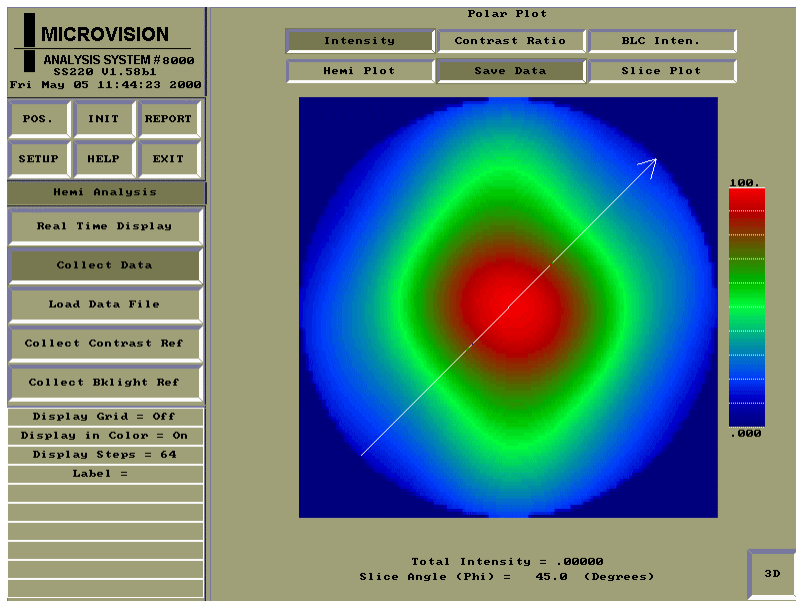 MICROVISION
ANALYSIS SYSTEM #8000
SS220 V1.58b1
Fri May 05 11:44:23 2000
POS. INIT REPORT
SETUP HELP EXIT
Hemi Analysis
Real Time Display
Collect Data
Load Data File
Collect Contrast Ref
Collect Bklight Ref
Display Grid = Off
Display in Color = On
Display Steps = 64
Label =
Polar Plot
Intensity Contrast Ratio BLC Inten.
Hemi Plot Save Data Slice Plot
100.
.000
Total Intensity = .00000
Slice Angle (Phi) = 45.0 (Degrees)
3D